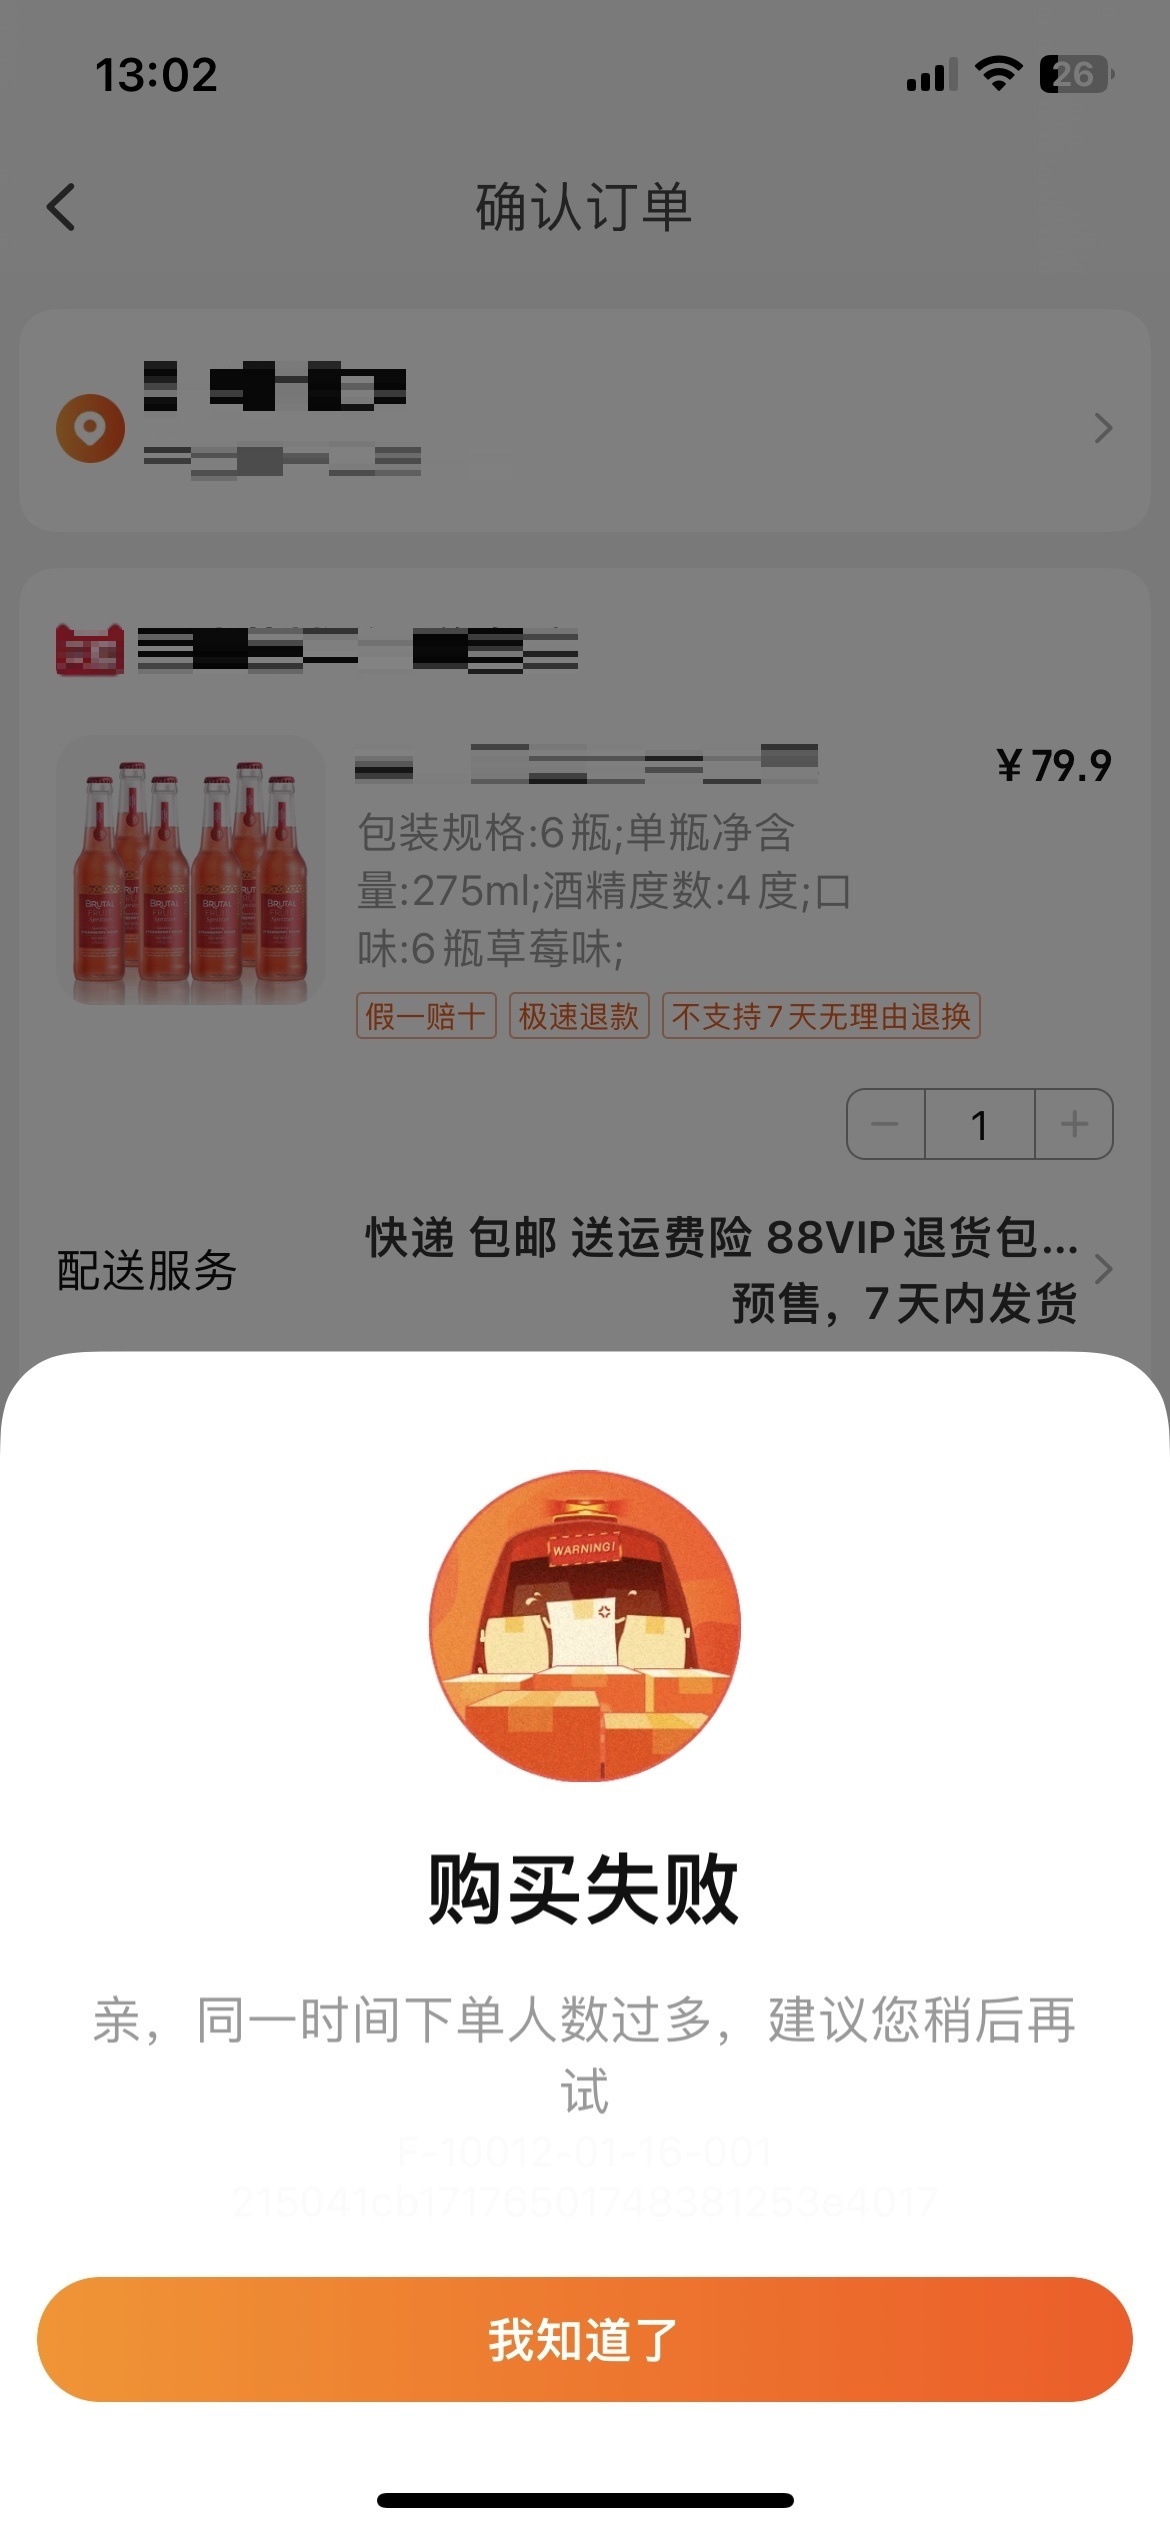 13:02
26
确认订单
¥79.9
包装规格:6瓶;单瓶净含
量:275ml;酒精度数:4度;口
味:6瓶草莓味;
BRUTAL
FRUIT
假一赔十 极速退款 不支持7天无理由退换
1
配送服务
快递 包邮 送运费险 88VIP退货包...
预售，7天内发货
WARNING!
购买失败
亲，同一时间下单人数过多，建议您稍后再
试
F-10012-01-16-001
215041cb17176501748381253e4017
我知道了